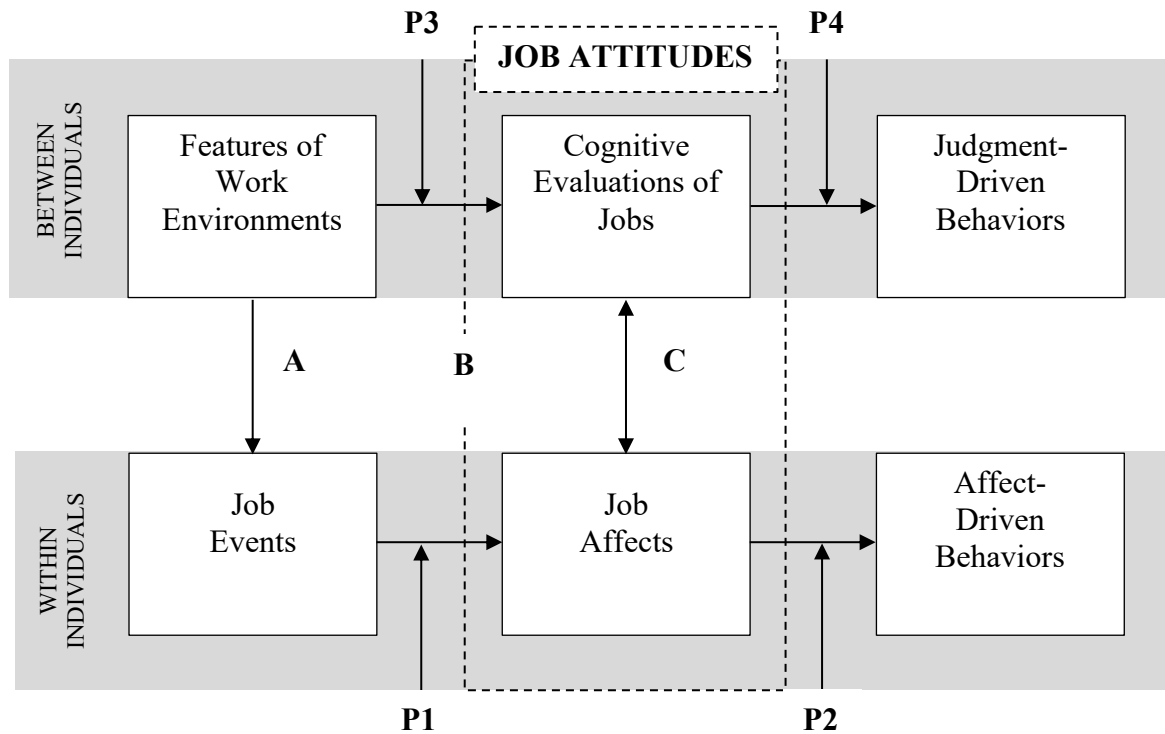 P3
P4
JOB ATTITUDES
BETWEEN
INDIVIDUALS
Features of
Work
Environments
Cognitive
Evaluations of
Jobs
Judgment-
Driven
Behaviors
A
B
C
WITHIN
INDIVIDUALS
Job
Events
Job
Affects
Affect-
Driven
Behaviors
P1
P2